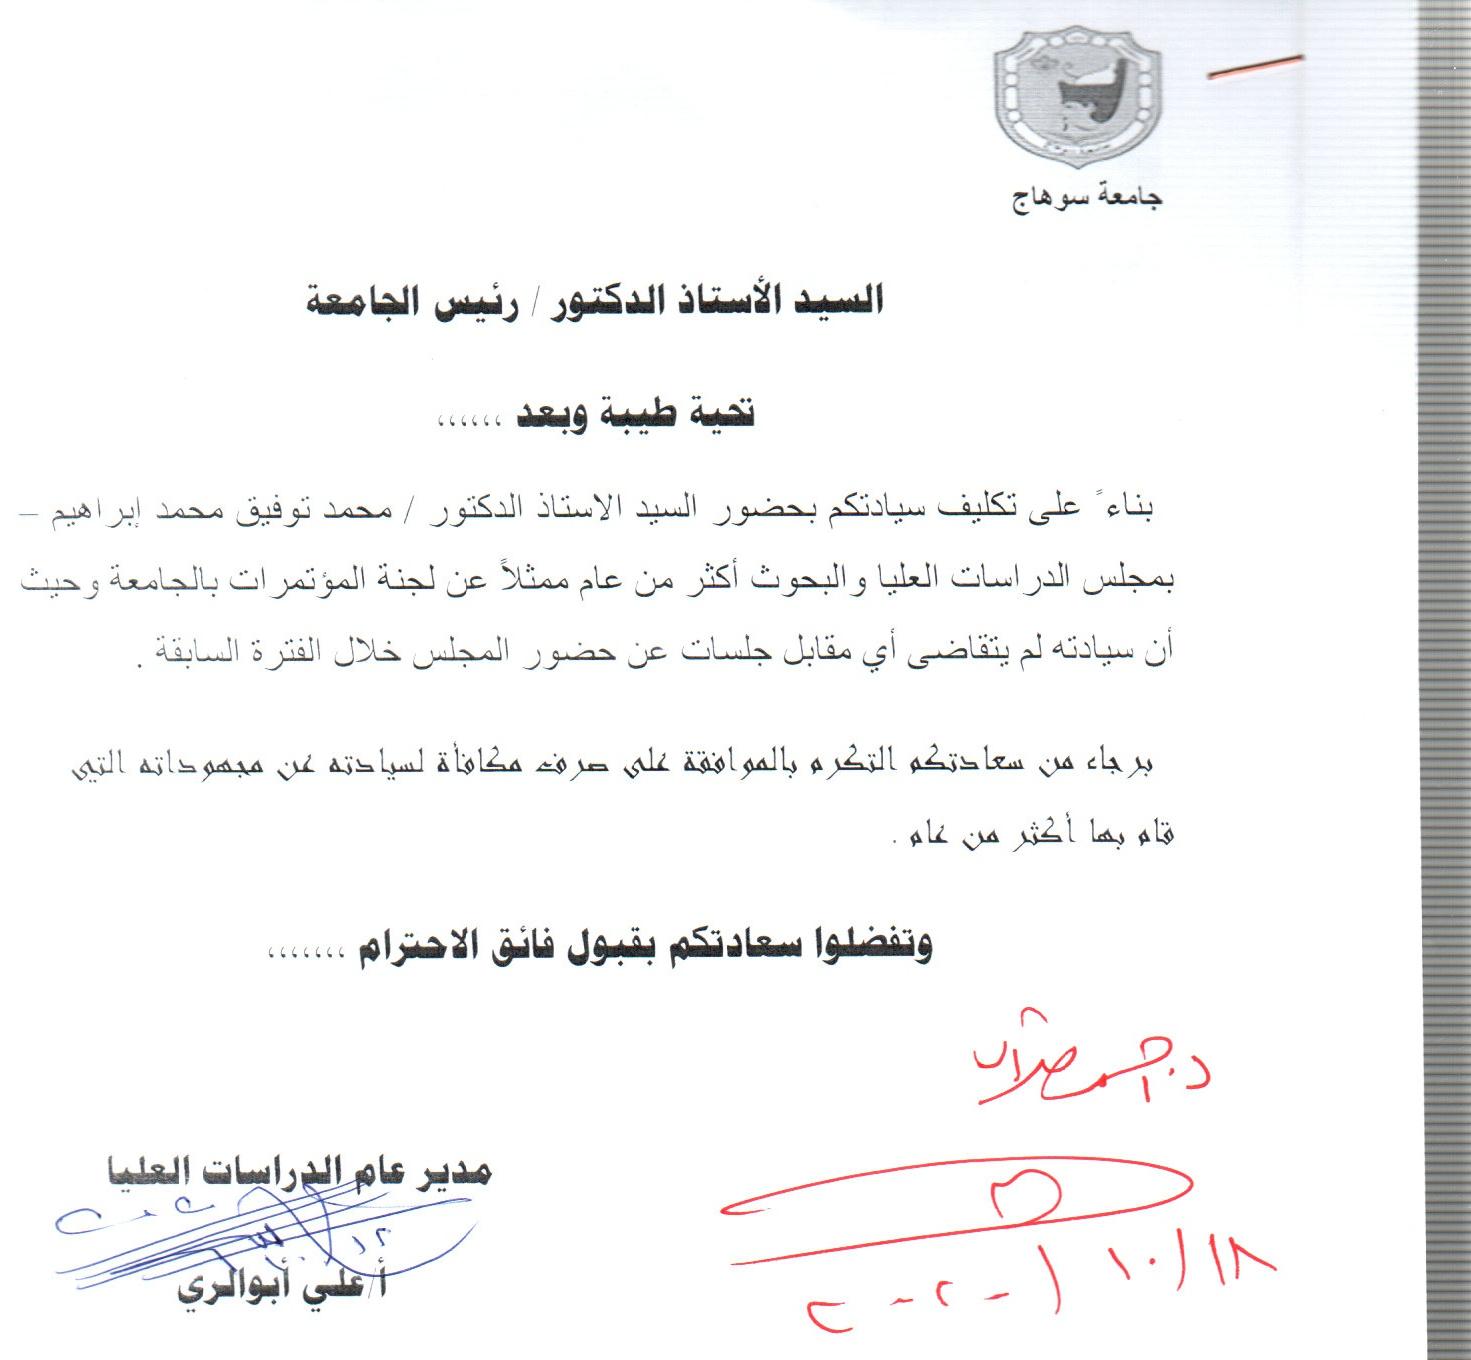 جامعة سوهاج
السيد الأستاذ الدكتور / رئيس الجامعة
تحية طيبة وبعد ،،،،،،
بناءً على تكليف سيادتكم بحضور السيد الاستاذ الدكتور / محمد توفيق محمد إبراهيم –
بمجلس الدراسات العليا والبحوث أكثر من عام ممثلاً عن لجنة المؤتمرات بالجامعة وحيث
أن سيادته لم يتقاضى أي مقابل جلسات عن حضور المجلس خلال الفترة السابقة .
برجاء من سعادتكم التكرم بالموافقة على صرف مكافأة لسيادته عن مجهوداته التي
قام بها أكثر من عام .
وتفضلوا سعادتكم بقبول فائق الاحترام ،،،،،،،
مدير عام الدراسات العليا
أ/علي أبوالري
١٠/١٨